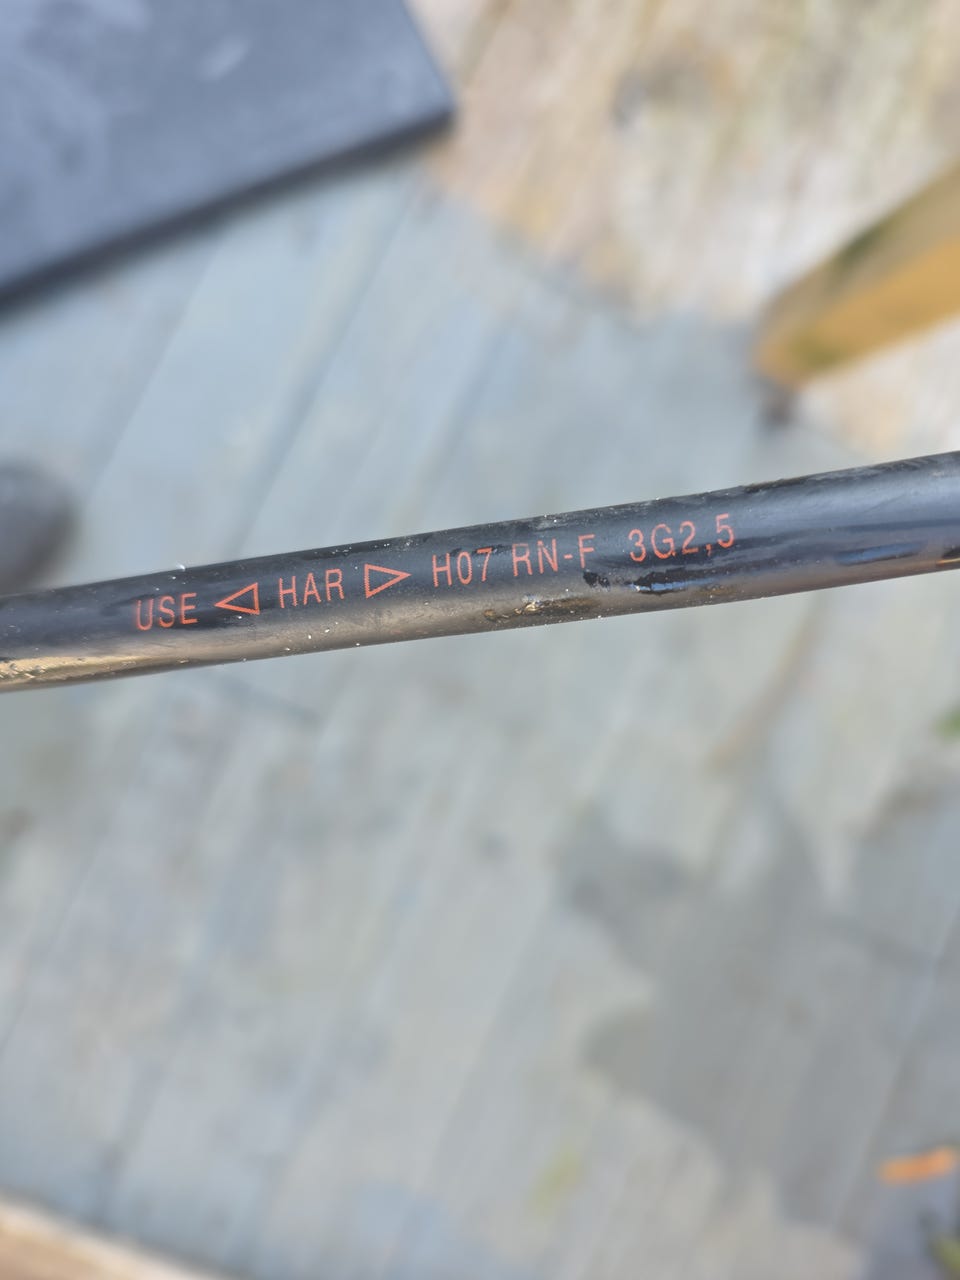 USE ◁ HAR ▷ H07 RN-F 3G2,5